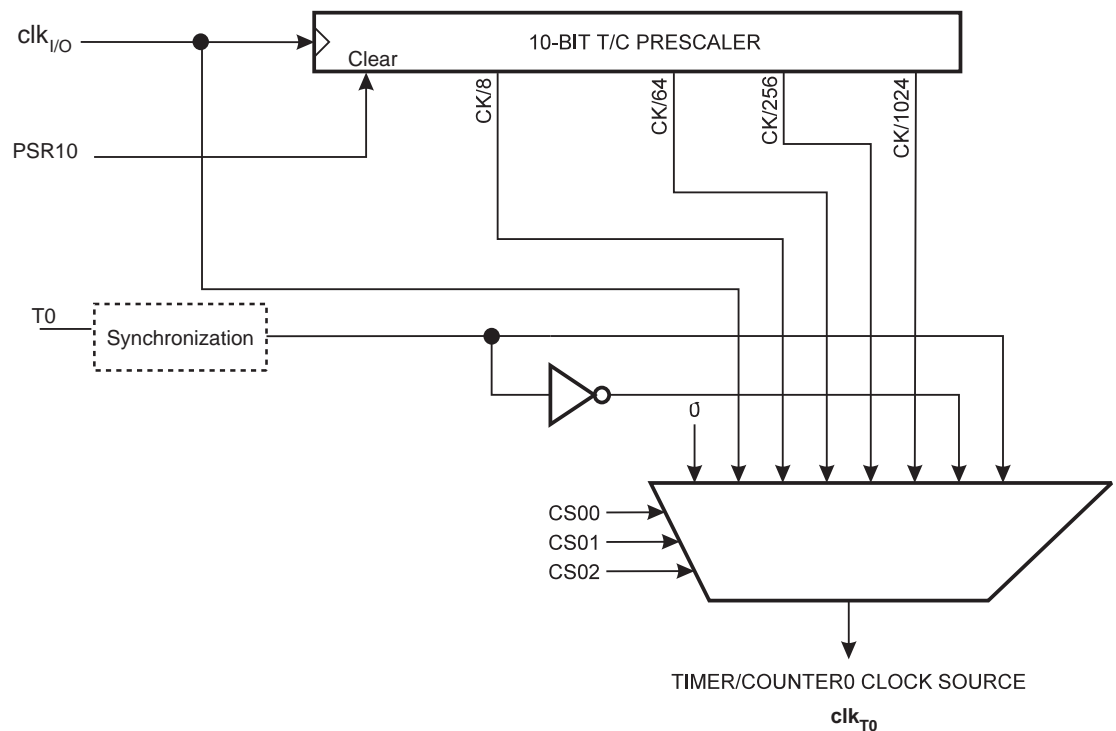 clkI/O
10-BIT T/C PRESCALER
Clear
CK/8
CK/64
CK/256
CK/1024
PSR10
T0
Synchronization
0
CS00
CS01
CS02
TIMER/COUNTER0 CLOCK SOURCE
clkT0